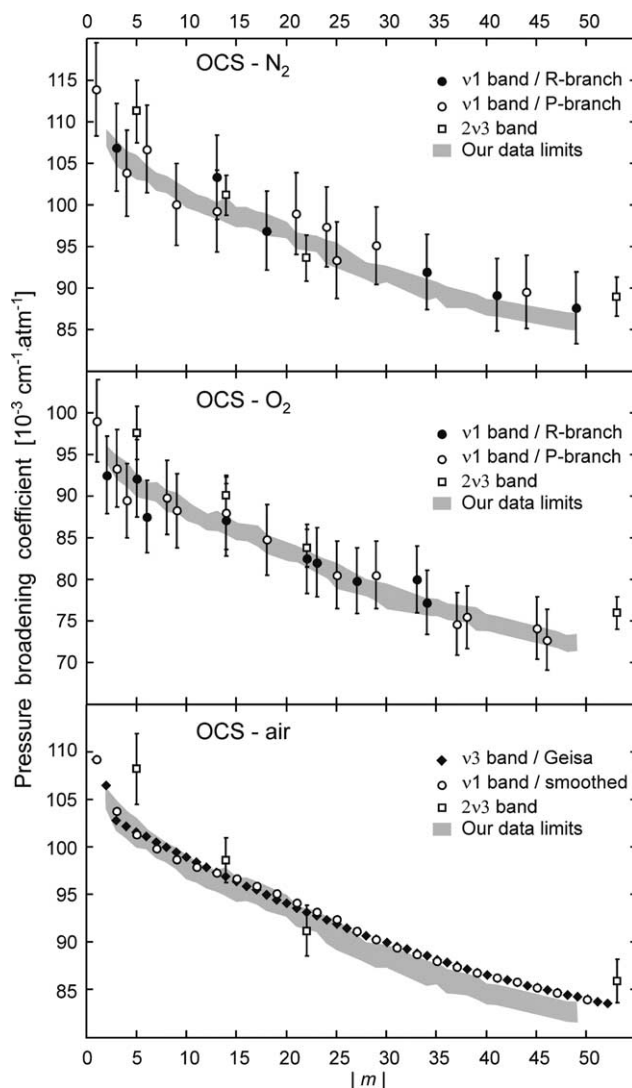 0 5 10 15 20 25 30 35 40 45 50
OCS - N₂
115
110
105
100
95
90
85
● ν1 band / R-branch
○ ν1 band / P-branch
□ 2ν3 band
Our data limits
OCS - O₂
100
95
90
85
80
75
70
● ν1 band / R-branch
○ ν1 band / P-branch
□ 2ν3 band
Our data limits
Pressure broadening coefficient [10⁻³ cm⁻¹·atm⁻¹]
OCS - air
110
105
100
95
90
85
◆ ν3 band / Geisa
○ ν1 band / smoothed
□ 2ν3 band
Our data limits
0 5 10 15 20 25 30 35 40 45 50
| m |